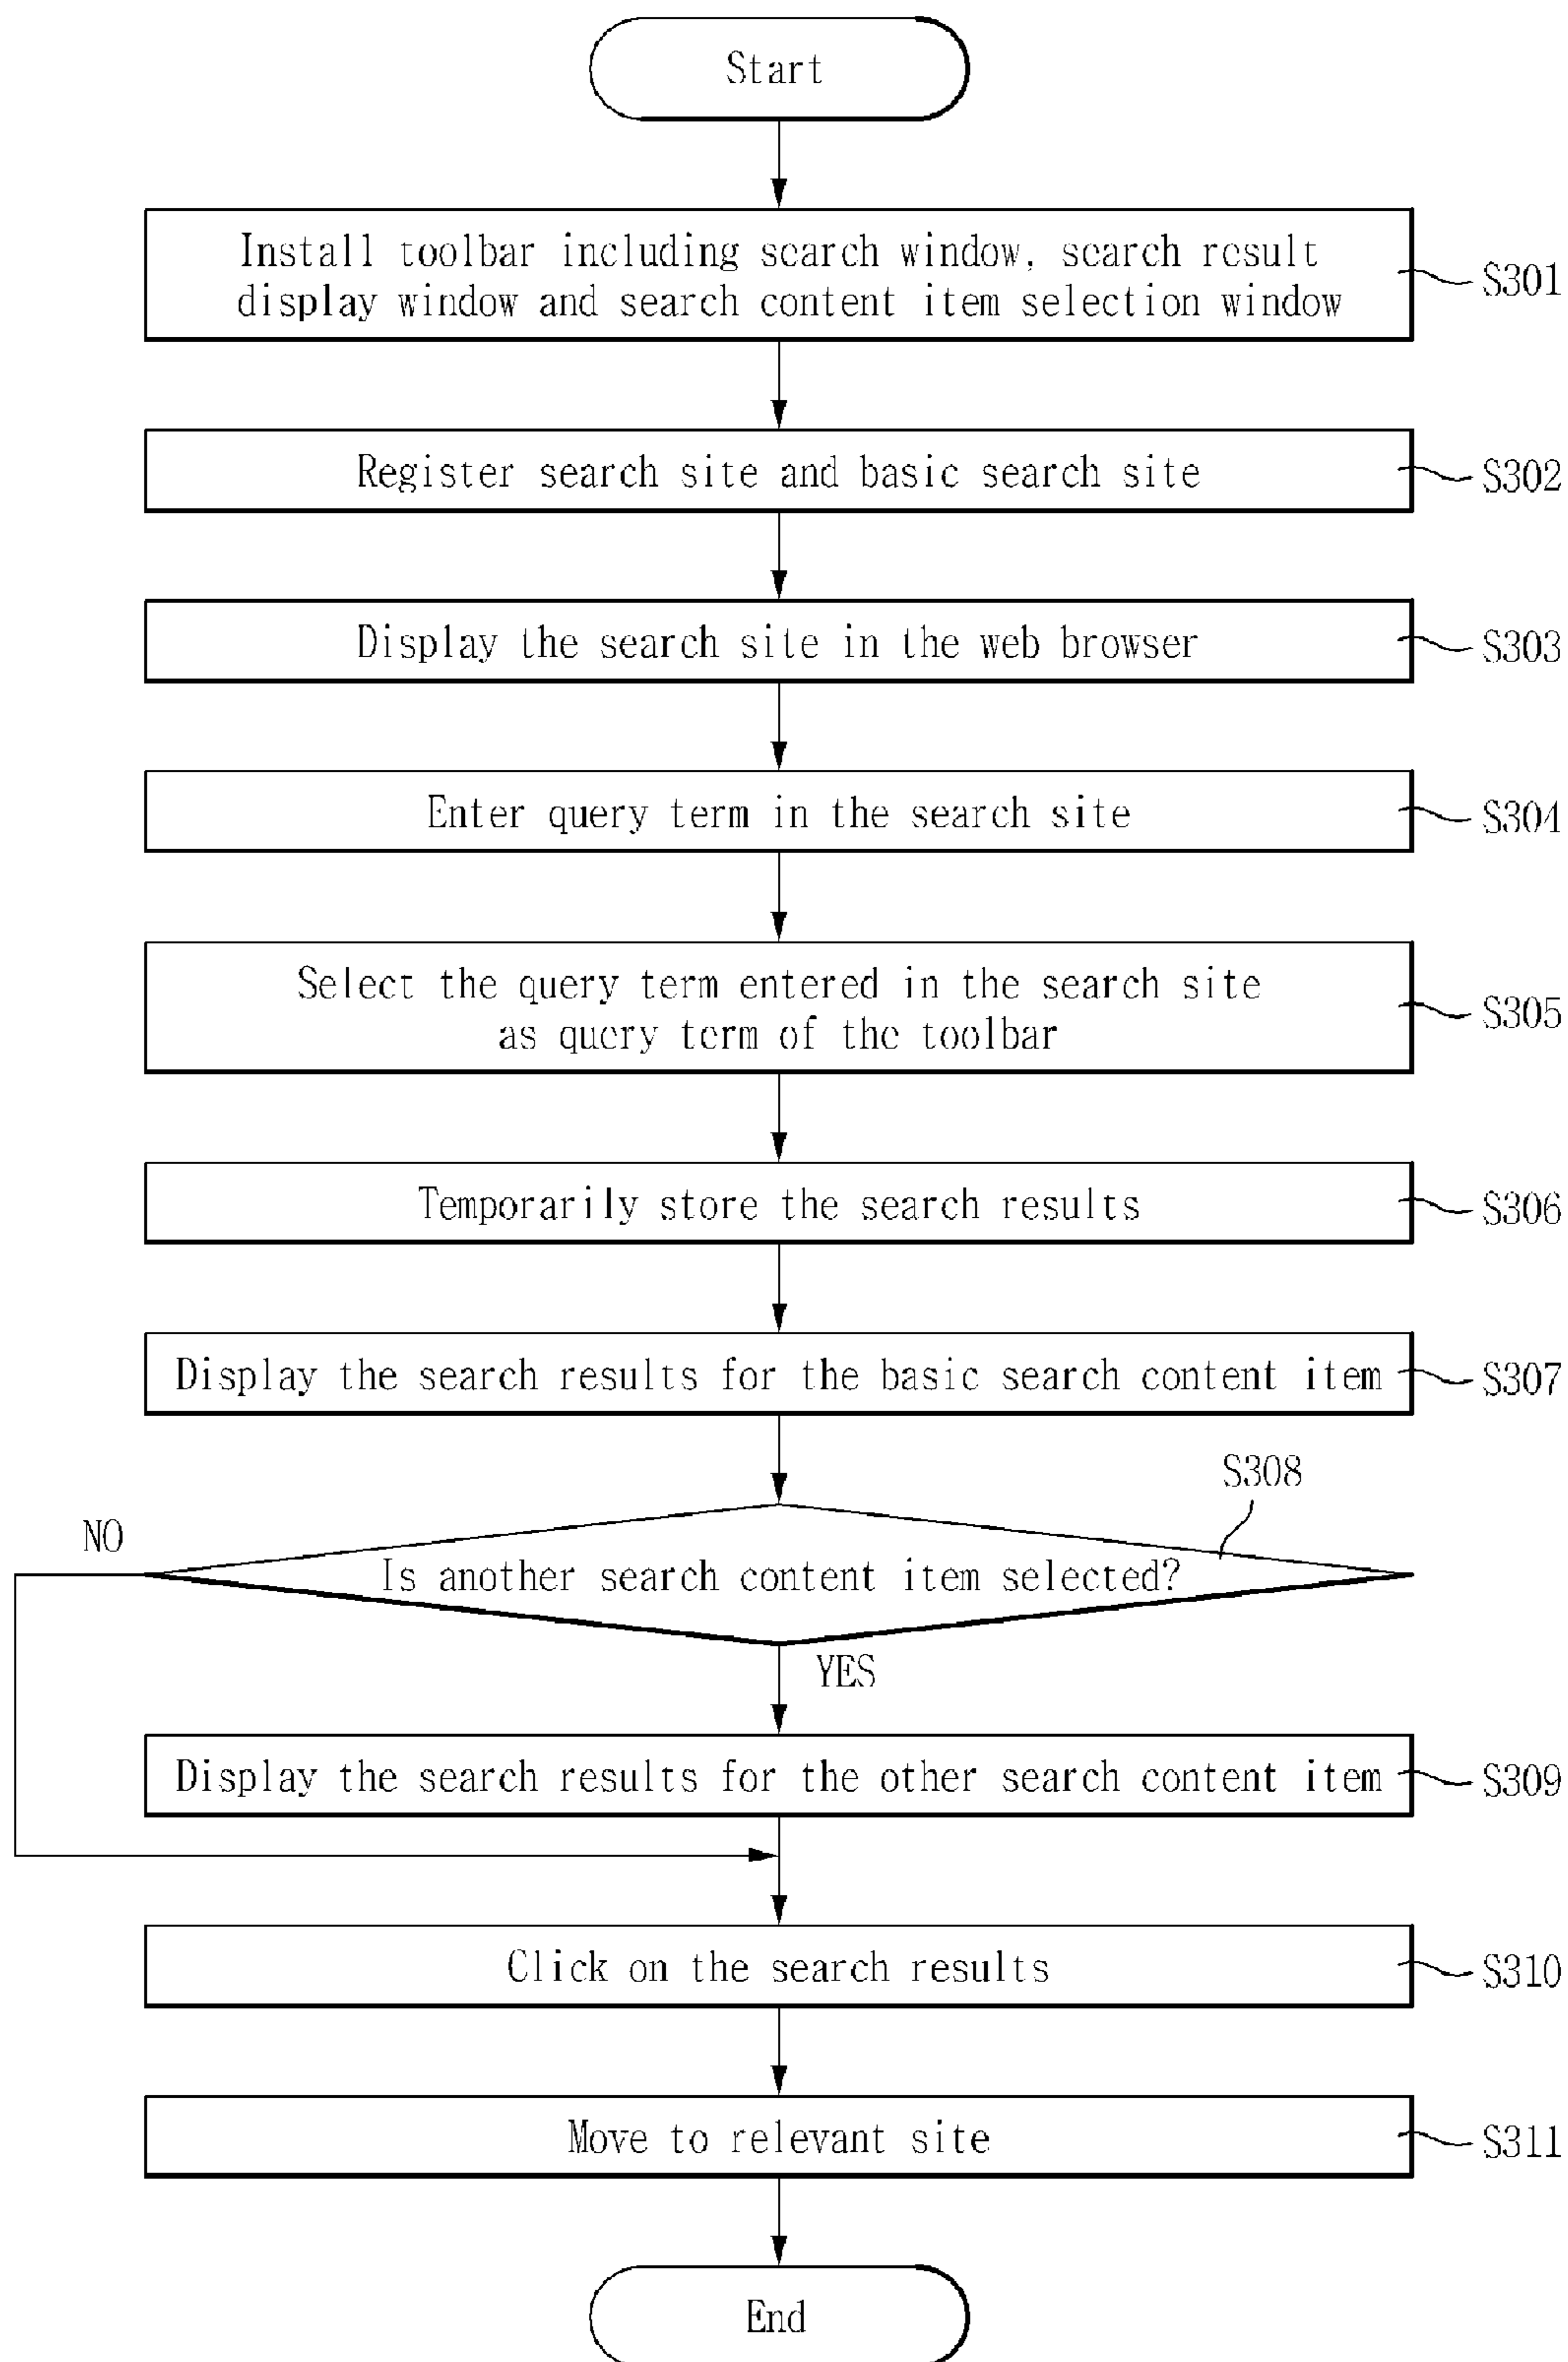 Start
Install toolbar including search window, search result
display window and search content item selection window
S301
Register search site and basic search site
S302
Display the search site in the web browser
S303
Enter query term in the search site
S304
Select the query term entered in the search site
as query term of the toolbar
S305
Temporarily store the search results
S306
Display the search results for the basic search content item
S307
S308
NO
Is another search content item selected?
YES
Display the search results for the other search content item
S309
Click on the search results
S310
Move to relevant site
S311
End